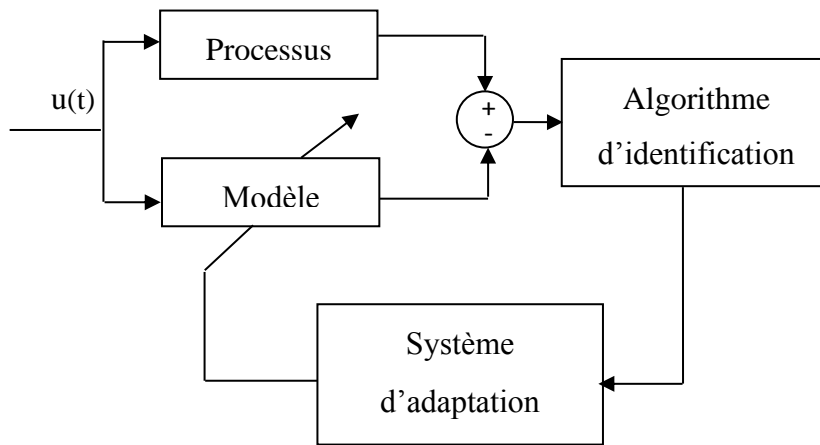 Processus
u(t)
+
-
Algorithme
d’identification
Modèle
Système
d’adaptation